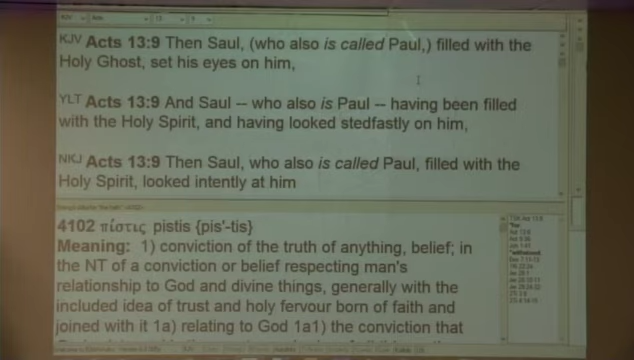 KJV Acts 13:9 Then Saul, (who also is called Paul,) filled with the
Holy Ghost, set his eyes on him,
YLT Acts 13:9 And Saul -- who also is Paul -- having been filled
with the Holy Spirit, and having looked stedfastly on him,
NKJ Acts 13:9 Then Saul, who also is called Paul, filled with the
Holy Spirit, looked intently at him
4102 πίστις pistis {pis'-tis}
Meaning: 1) conviction of the truth of anything, belief; in
the NT of a conviction or belief respecting man's
relationship to God and divine things, generally with the
included idea of trust and holy fervour born of faith and
joined with it 1a) relating to God 1a1) the conviction that